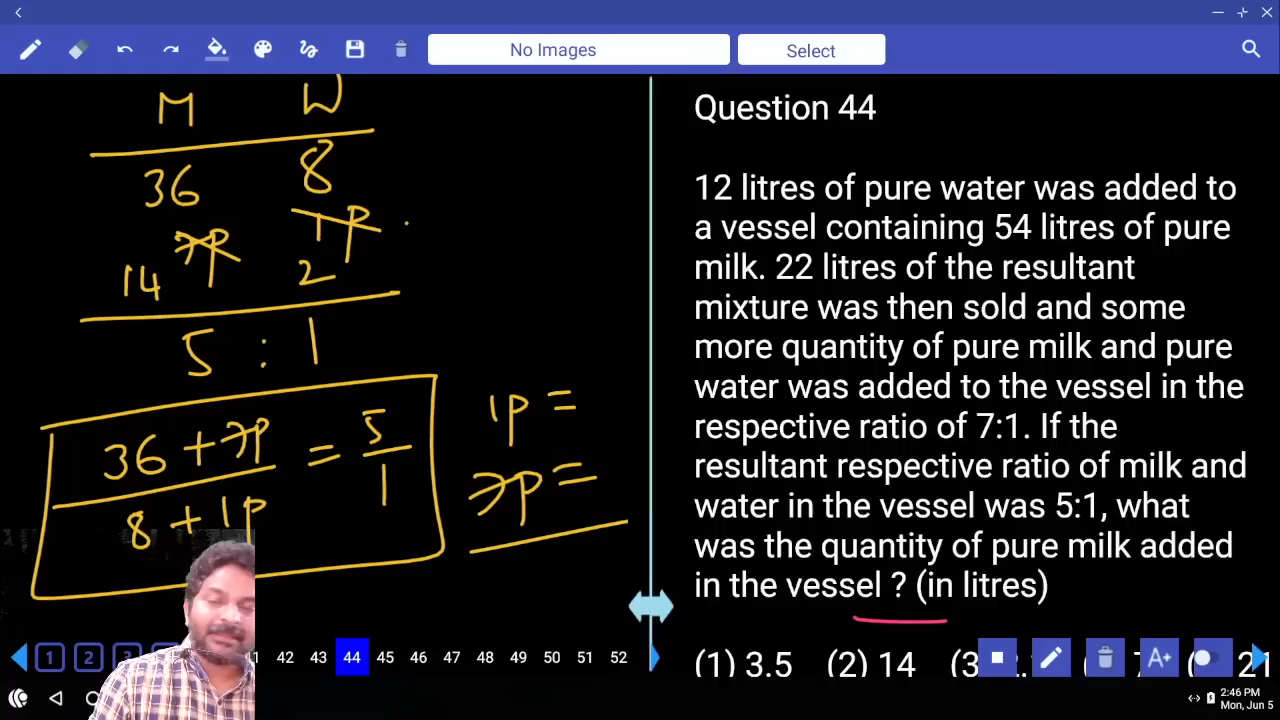 No Images
Select
M W
36 8
7p 1p
14 2
5 : 1
36 + 7p = 5
8 + 1p 1
1p =
7p =
Question 44
12 litres of pure water was added to
a vessel containing 54 litres of pure
milk. 22 litres of the resultant
mixture was then sold and some
more quantity of pure milk and pure
water was added to the vessel in the
respective ratio of 7:1. If the
resultant respective ratio of milk and
water in the vessel was 5:1, what
was the quantity of pure milk added
in the vessel ? (in litres)
(1) 3.5 (2) 14 (3 7 21
1 2 3 42 43 44 45 46 47 48 49 50 51 52
A+
2:46 PM
Mon, Jun 5